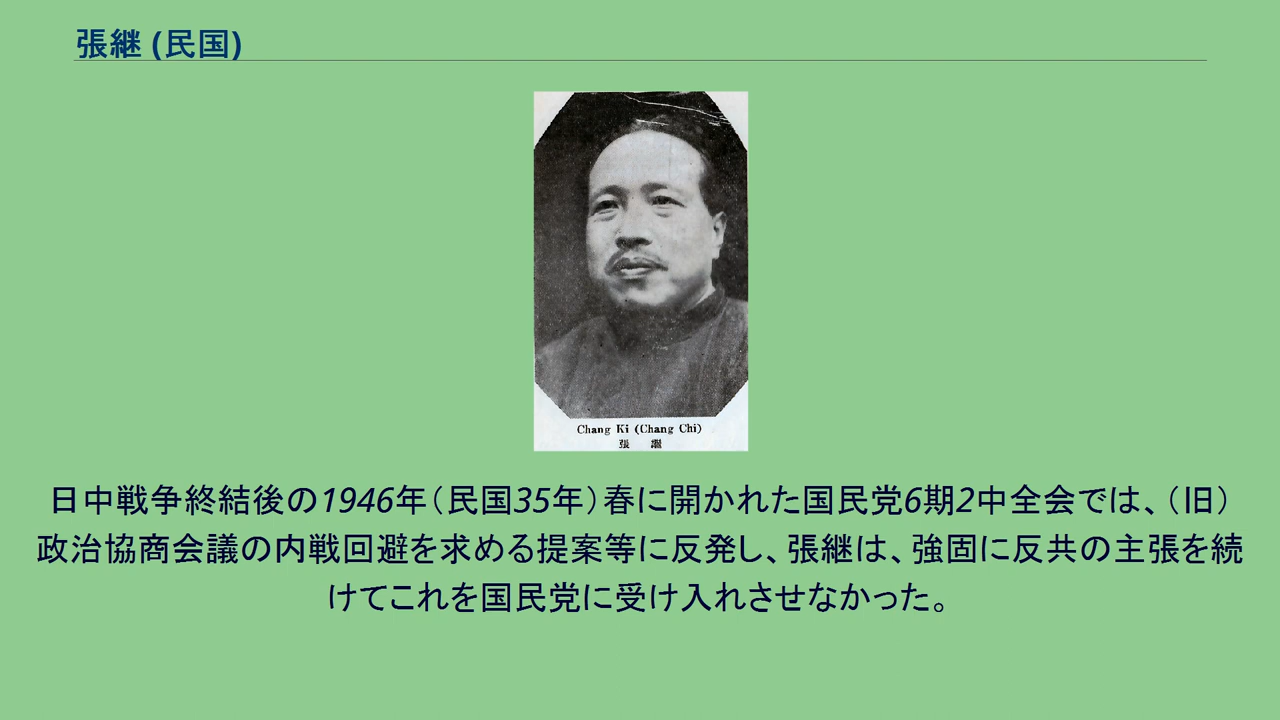 張継 (民国)
Chang Ki (Chang Chi)
張 繼
日中戦争終結後の1946年（民国35年）春に開かれた国民党6期2中全会では、（旧）
政治協商会議の内戦回避を求める提案等に反発し、張継は、強固に反共の主張を続
けてこれを国民党に受け入れさせなかった。